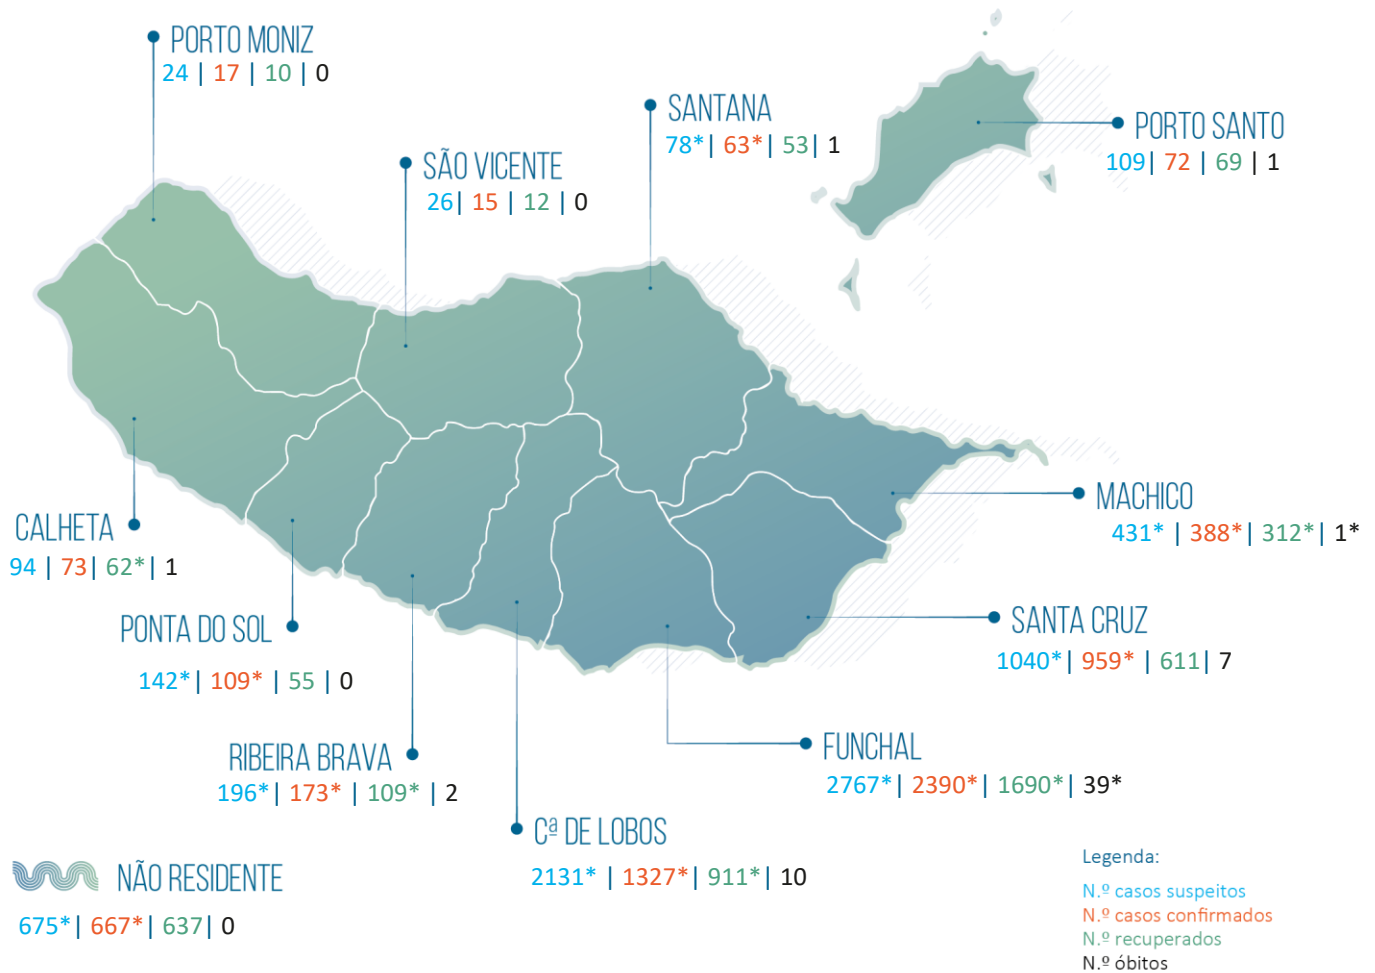 PORTO MONIZ
24 | 17 | 10 | 0
SANTANA
78*| 63*| 53| 1
PORTO SANTO
109| 72 | 69 | 1
SÃO VICENTE
26| 15 | 12 | 0
MACHICO
431* | 388*| 312*| 1*
CALHETA
94 | 73| 62*| 1
PONTA DO SOL
142*| 109* | 55 | 0
SANTA CRUZ
1040*| 959* | 611| 7
RIBEIRA BRAVA
196*| 173* | 109* | 2
FUNCHAL
2767*| 2390*| 1690*| 39*
Cª DE LOBOS
2131* | 1327*| 911*| 10
NÃO RESIDENTE
675*| 667*| 637| 0
Legenda:
N.º casos suspeitos
N.º casos confirmados
N.º recuperados
N.º óbitos